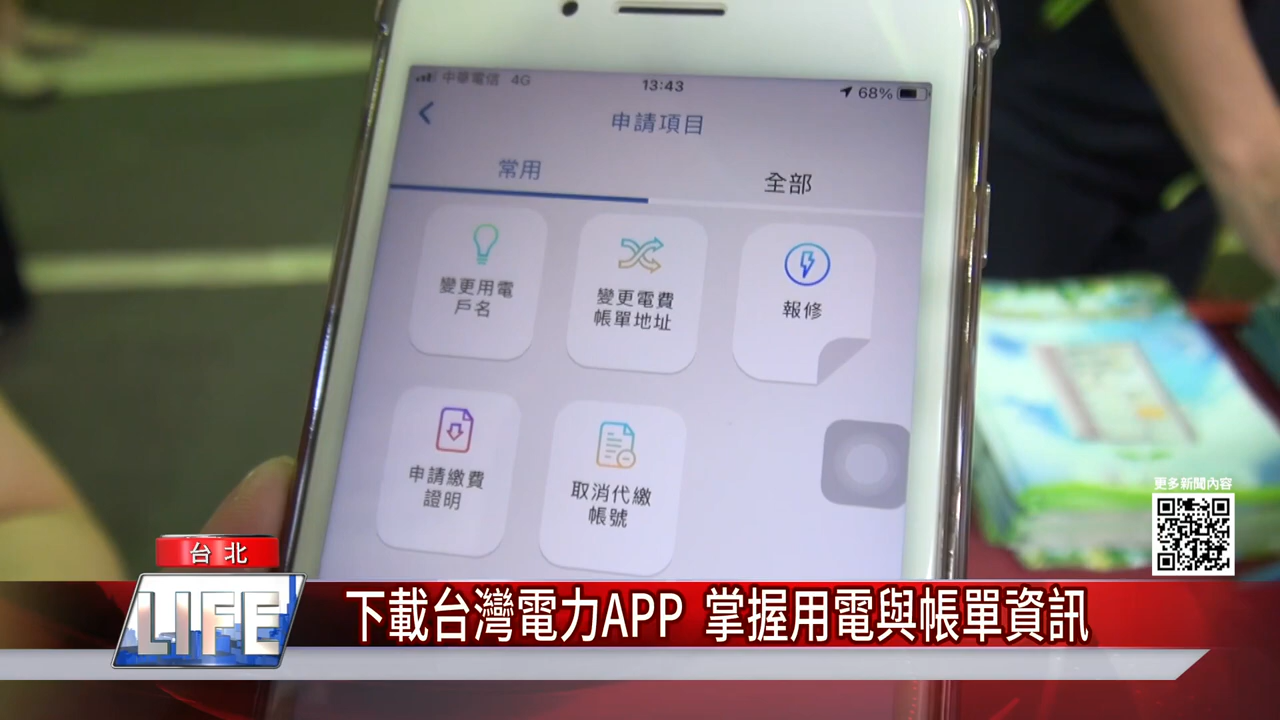 中華電信 4G
13:43
68%
申請項目
常用
全部
變更用電
戶名
變更電費
帳單地址
報修
申請繳費
證明
取消代繳
帳號
更多新聞內容
台北
LIFE
下載台灣電力APP 掌握用電與帳單資訊